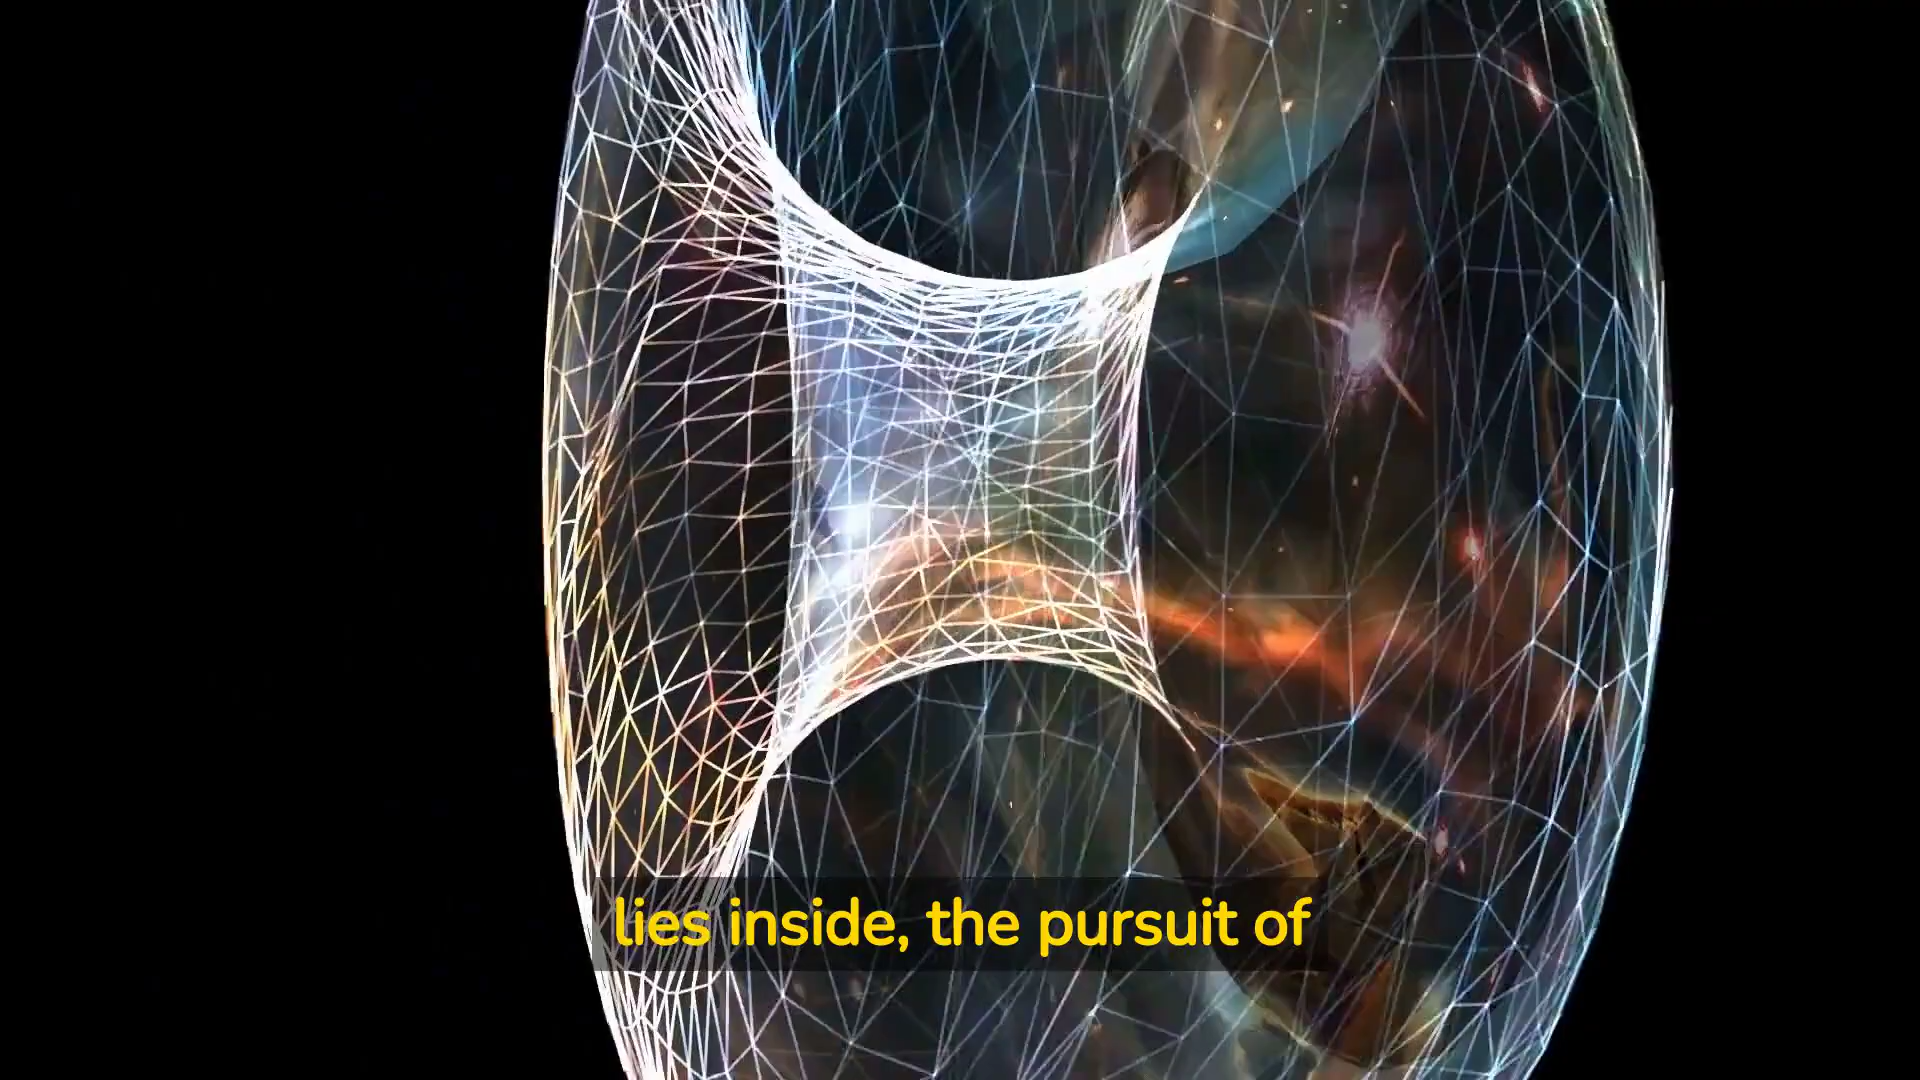 lies inside, the pursuit of